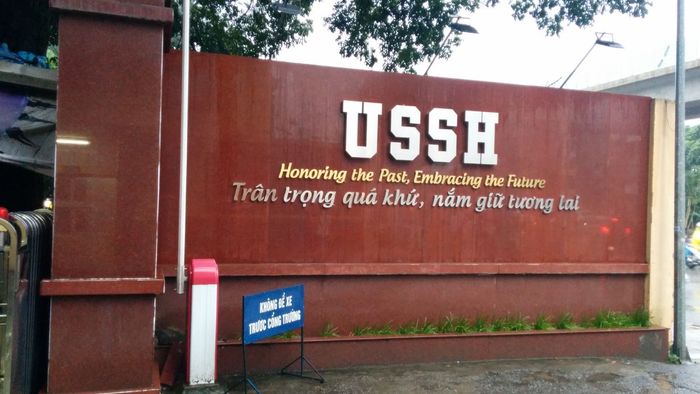 USSH
Honoring the Past, Embracing the Future
Trân trọng quá khứ, nắm giữ tương lai
KHÔNG ĐỂ XE
TRƯỚC CỔNG TRƯỜNG